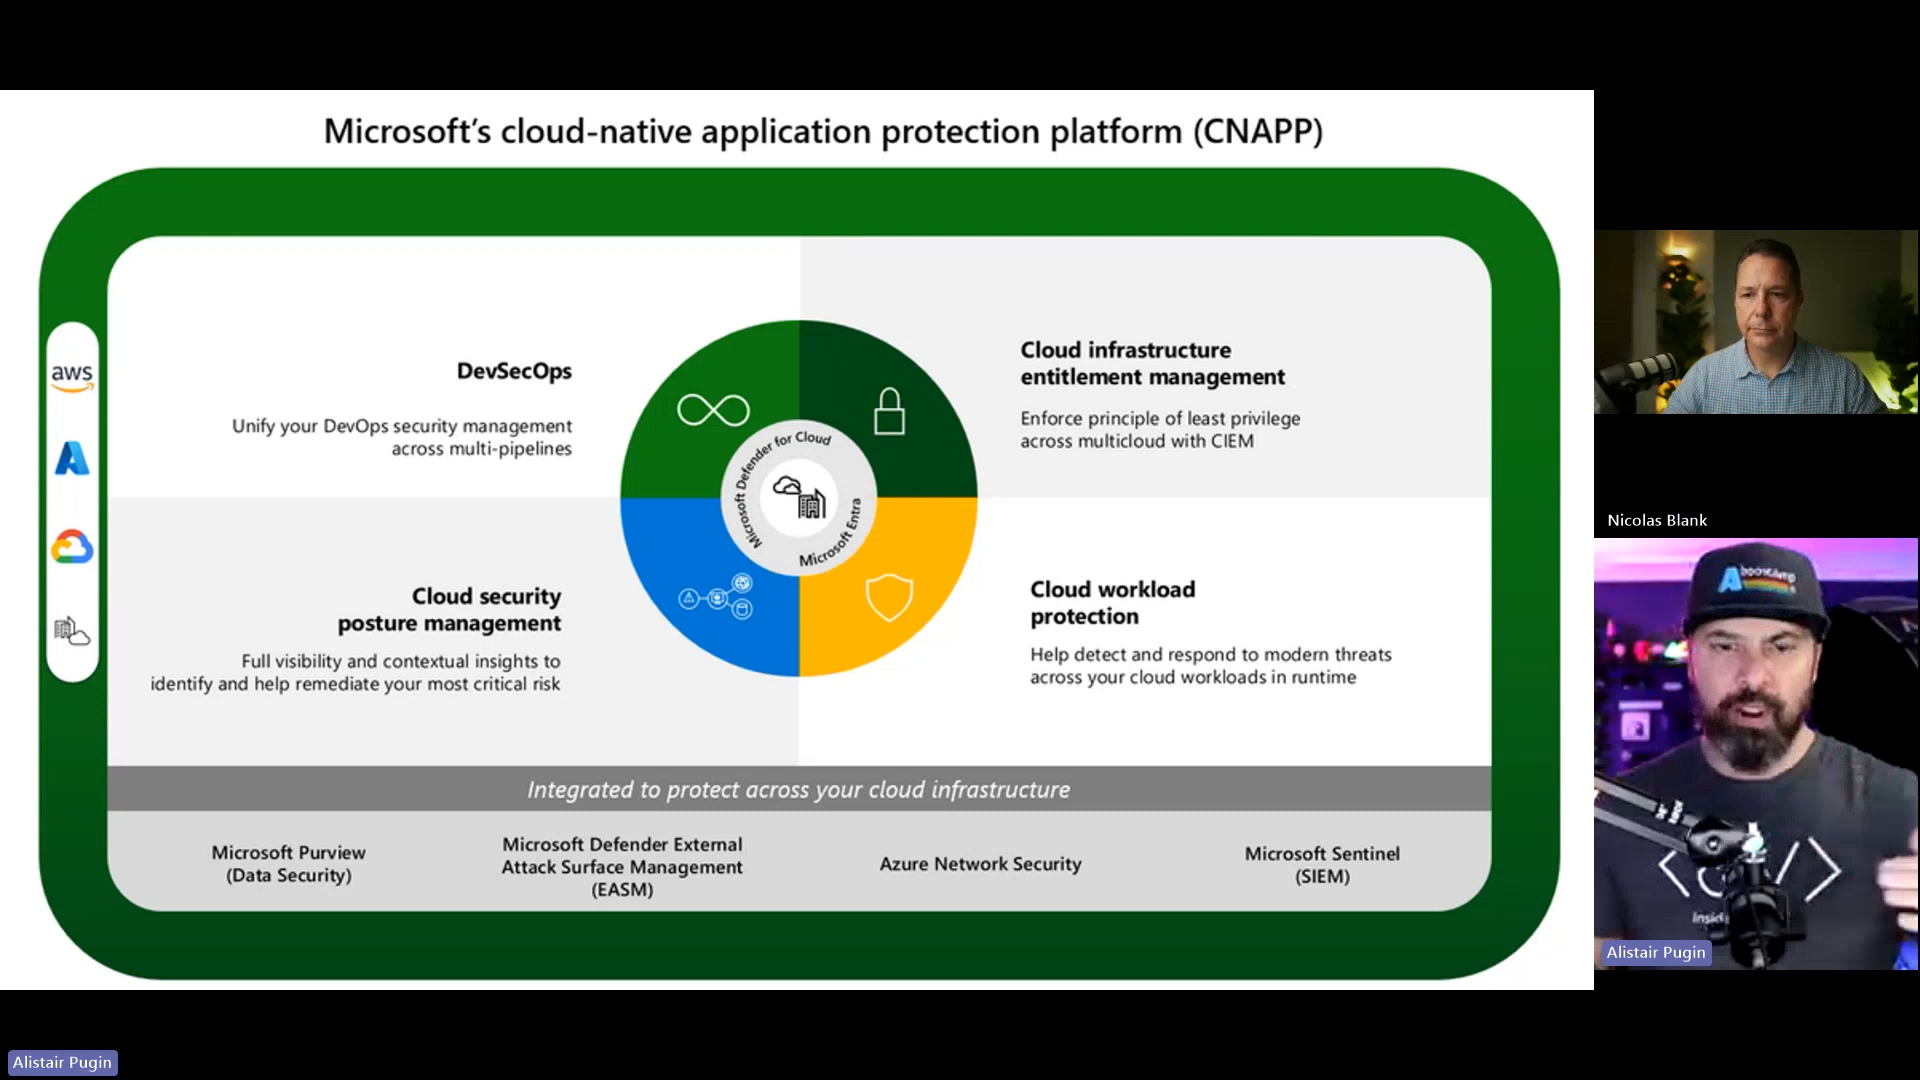 Microsoft's cloud-native application protection platform (CNAPP)
aws
DevSecOps
Unify your DevOps security management
across multi-pipelines
Cloud infrastructure
entitlement management
Enforce principle of least privilege
across multicloud with CIEM
Microsoft Defender for Cloud
Microsoft Entra
Cloud security
posture management
Full visibility and contextual insights to
identify and help remediate your most critical risk
Cloud workload
protection
Help detect and respond to modern threats
across your cloud workloads in runtime
Integrated to protect across your cloud infrastructure
Microsoft Purview
(Data Security)
Microsoft Defender External
Attack Surface Management
(EASM)
Azure Network Security
Microsoft Sentinel
(SIEM)
Nicolas Blank
Alistair Pugin
Alistair Pugin